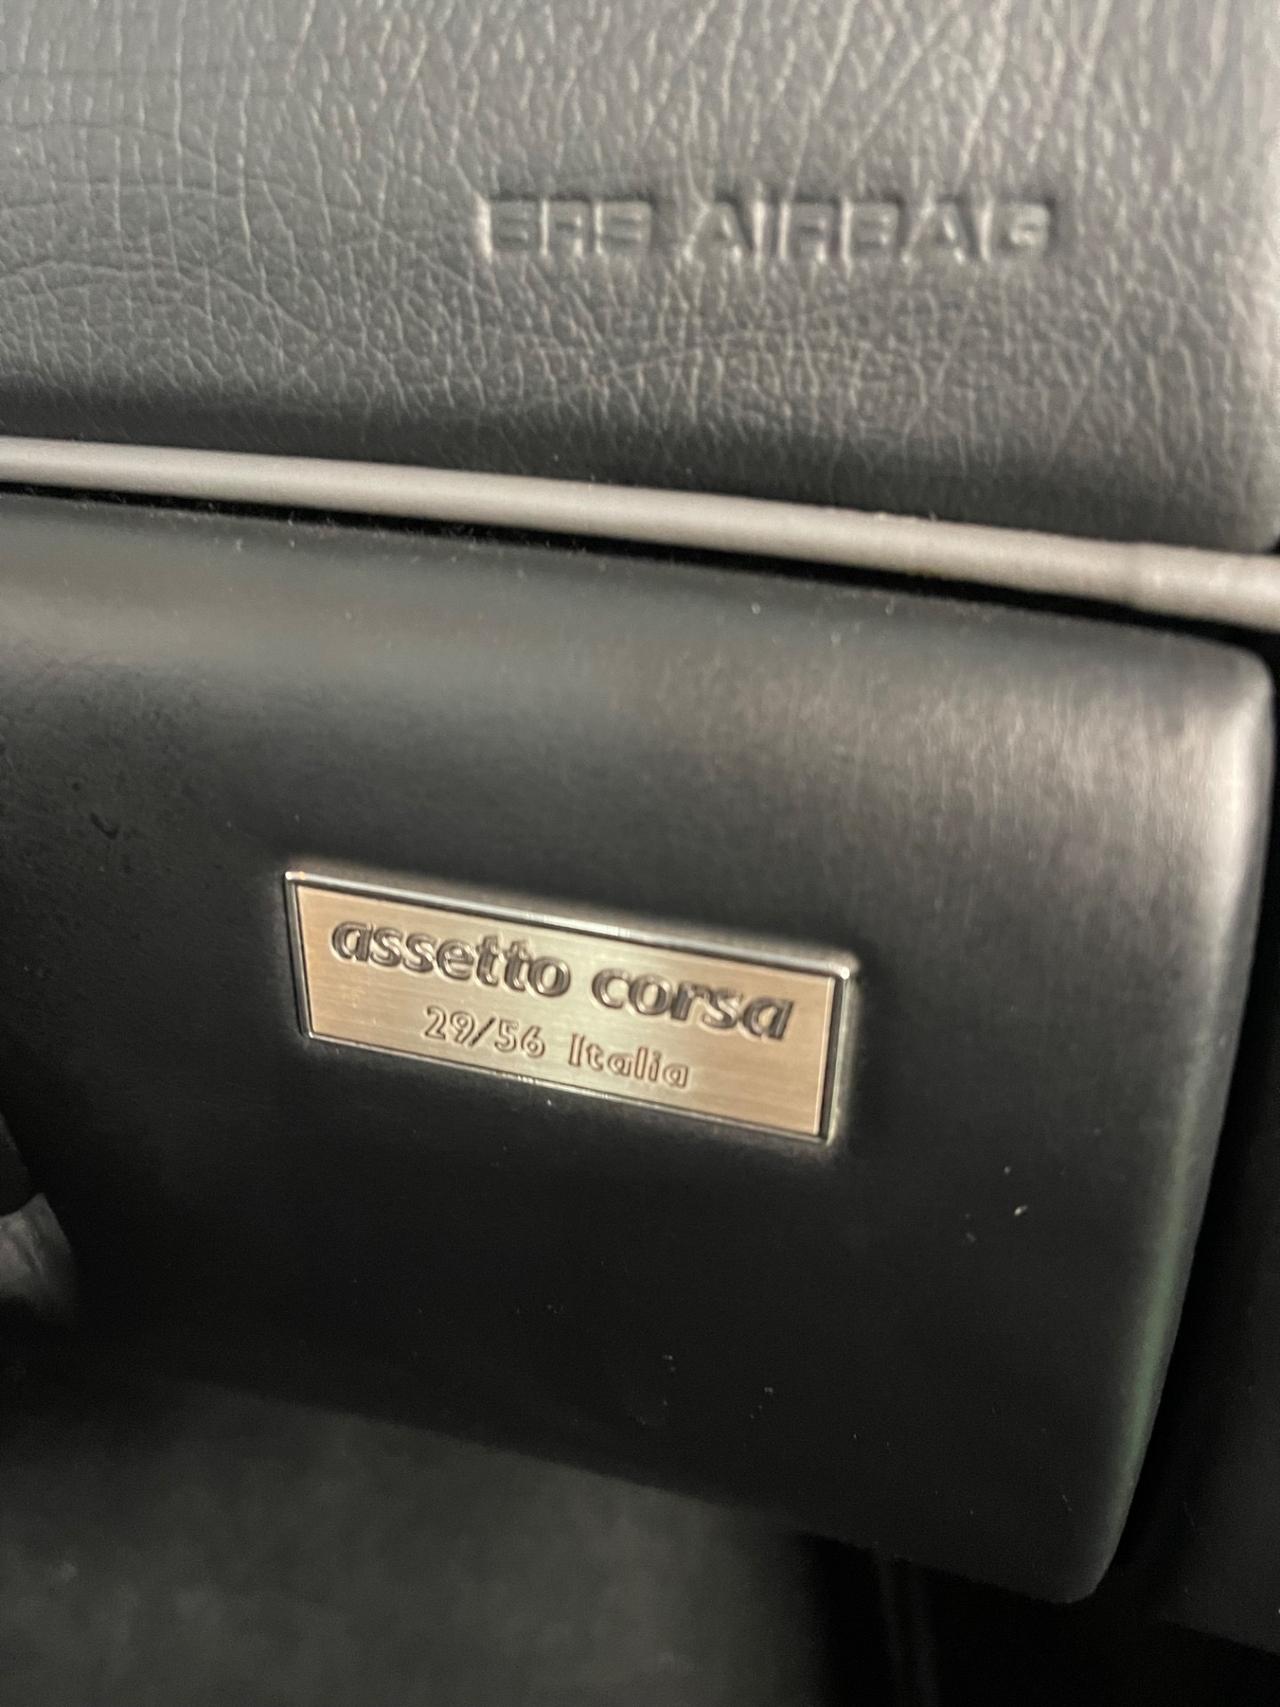 SRS AIRBAG
assetto corsa
29/56 Italia